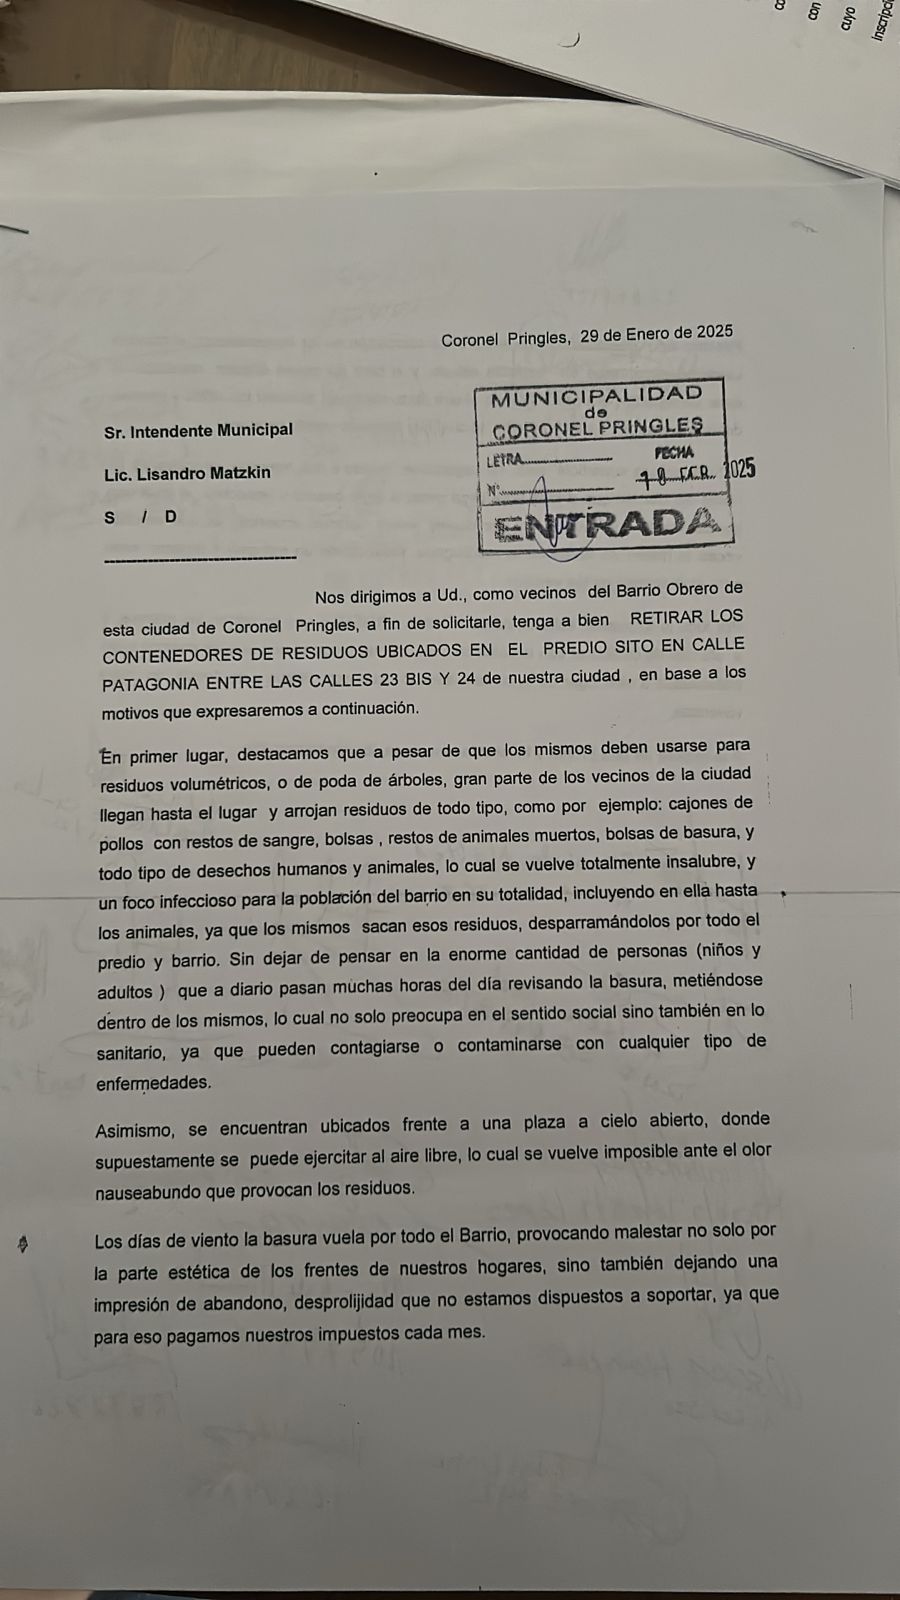 co
con
cuyo
Coronel Pringles, 29 de Enero de 2025
MUNICIPALIDAD
de
CORONEL PRINGLES
LETRA
FECHA
N°
FEB. 2025
ENTRADA
Sr. Intendente Municipal
Lic. Lisandro Matzkin
S / D
Nos dirigimos a Ud., como vecinos del Barrio Obrero de
esta ciudad de Coronel Pringles, a fin de solicitarle, tenga a bien RETIRAR LOS
CONTENEDORES DE RESIDUOS UBICADOS EN EL PREDIO SITO EN CALLE
PATAGONIA ENTRE LAS CALLES 23 BIS Y 24 de nuestra ciudad , en base a los
motivos que expresaremos a continuación.
En primer lugar, destacamos que a pesar de que los mismos deben usarse para
residuos volumétricos, o de poda de árboles, gran parte de los vecinos de la ciudad
llegan hasta el lugar y arrojan residuos de todo tipo, como por ejemplo: cajones de
pollos con restos de sangre, bolsas , restos de animales muertos, bolsas de basura, y
todo tipo de desechos humanos y animales, lo cual se vuelve totalmente insalubre, y
un foco infeccioso para la población del barrio en su totalidad, incluyendo en ella hasta
los animales, ya que los mismos sacan esos residuos, desparramándolos por todo el
predio y barrio. Sin dejar de pensar en la enorme cantidad de personas (niños y
adultos ) que a diario pasan muchas horas del día revisando la basura, metiéndose
dentro de los mismos, lo cual no solo preocupa en el sentido social sino también en lo
sanitario, ya que pueden contagiarse o contaminarse con cualquier tipo de
enfermedades.
Asimismo, se encuentran ubicados frente a una plaza a cielo abierto, donde
supuestamente se puede ejercitar al aire libre, lo cual se vuelve imposible ante el olor
nauseabundo que provocan los residuos.
Los días de viento la basura vuela por todo el Barrio, provocando malestar no solo por
la parte estética de los frentes de nuestros hogares, sino también dejando una
impresión de abandono, desprolijidad que no estamos dispuestos a soportar, ya que
para eso pagamos nuestros impuestos cada mes.